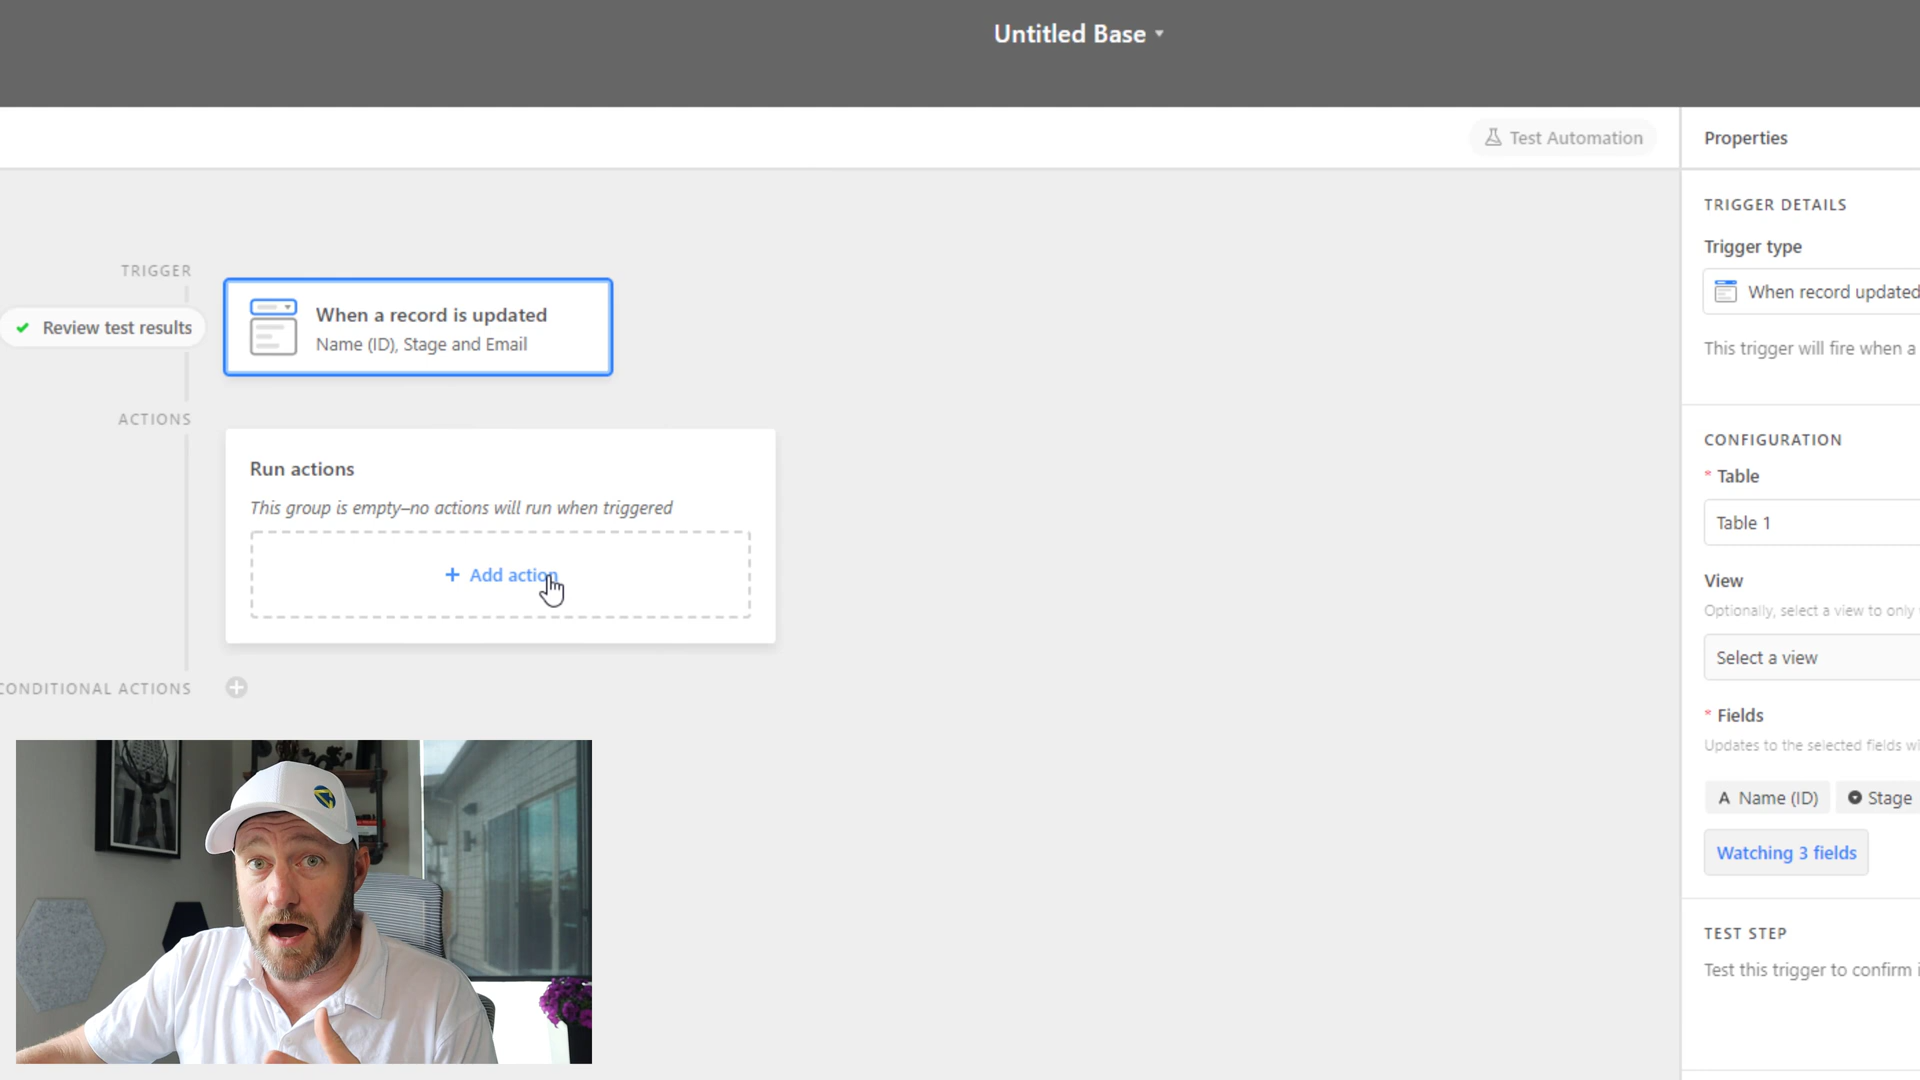 Untitled Base
Test Automation
Properties
TRIGGER DETAILS
Trigger type
When record updated
This trigger will fire when a
TRIGGER
Review test results
When a record is updated
Name (ID), Stage and Email
ACTIONS
Run actions
This group is empty–no actions will run when triggered
+ Add action
CONDITIONAL ACTIONS
CONFIGURATION
* Table
Table 1
View
Optionally, select a view to only
Select a view
* Fields
Updates to the selected fields wi
A Name (ID)
Stage
Watching 3 fields
TEST STEP
Test this trigger to confirm i